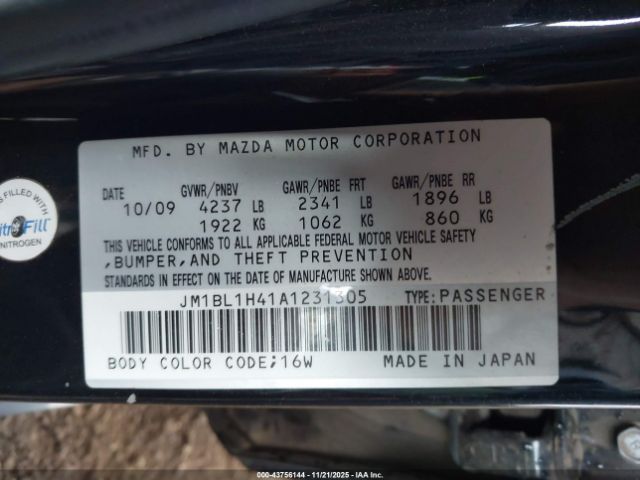 MFD. BY MAZDA MOTOR CORPORATION
DATE GVWR/PNBV GAWR/PNBE FRT GAWR/PNBE RR
10/09 4237 LB 2341 LB 1896 LB
1922 KG 1062 KG 860 KG
THIS VEHICLE CONFORMS TO ALL APPLICABLE FEDERAL MOTOR VEHICLE SAFETY
,BUMPER,AND THEFT PREVENTION
STANDARDS IN EFFECT ON THE DATE OF MANUFACTURE SHOWN ABOVE.
JM1BL1H41A1231305 TYPE:PASSENGER
BODY COLOR CODE;16W MADE IN JAPAN
FILLED WITH
Fill
NITROGEN
000-43756144 - 11/21/2025 - IAA Inc.